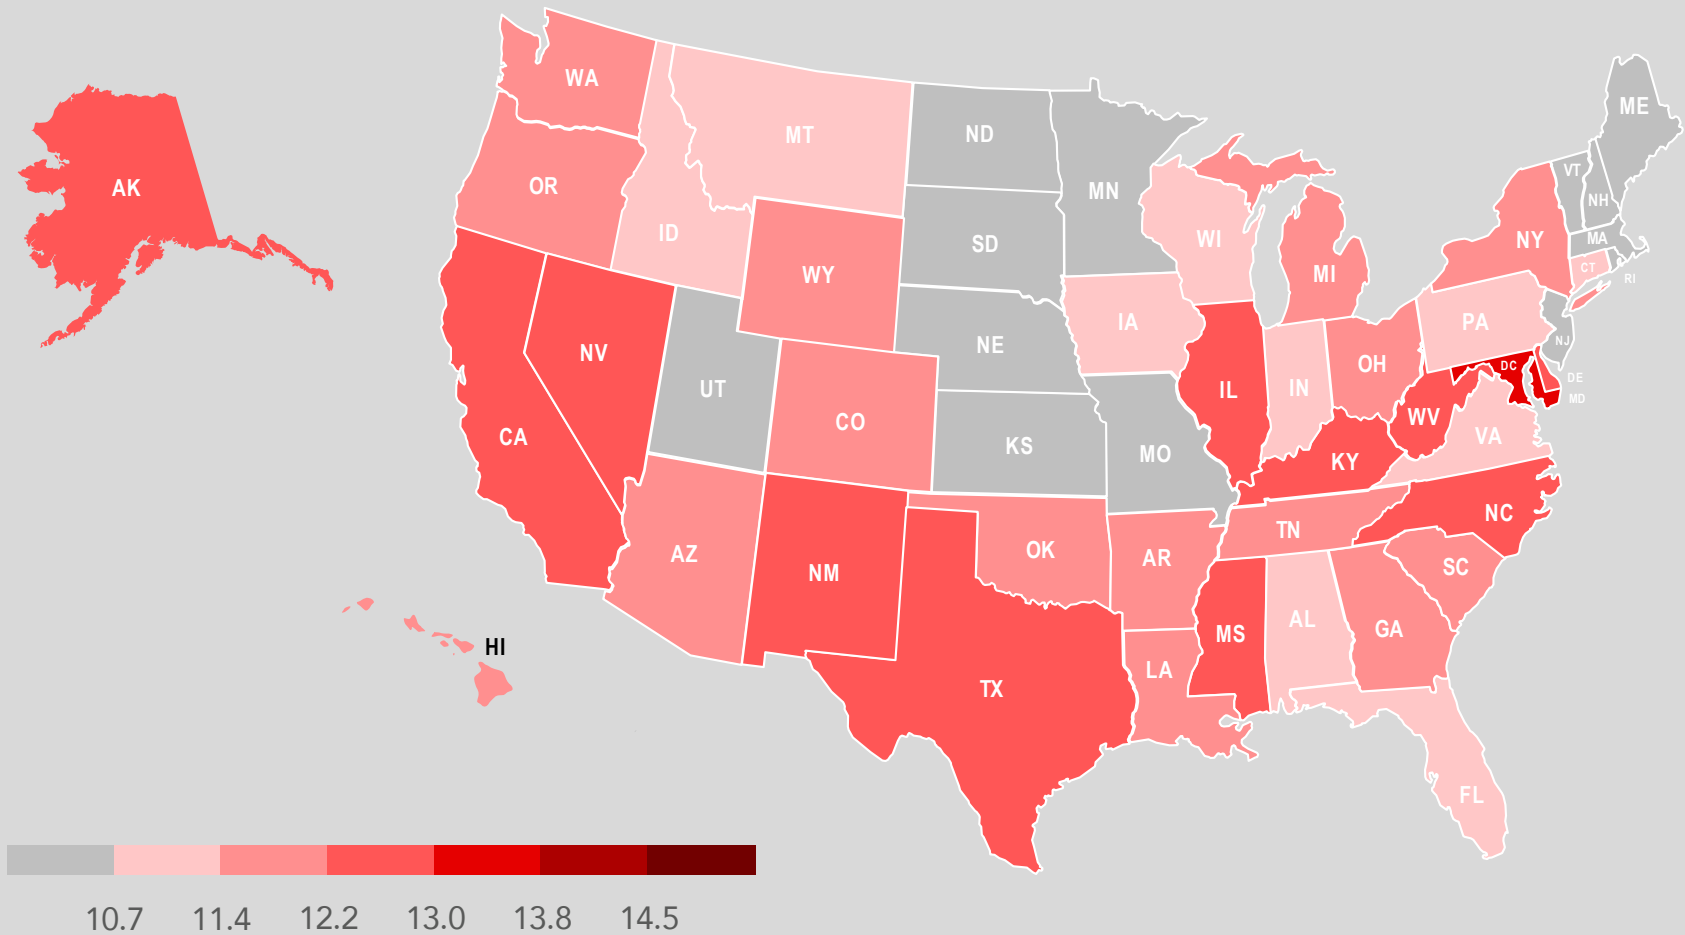 WA
ME
MT
ND
VT
AK
OR
MN
NH
ID
SD
WI
NY
MA
CT
RI
WY
MI
NV
IA
PA
NE
NJ
UT
IL
IN
OH
DC
DE
MD
CA
CO
KS
MO
KY
WV
VA
AZ
NM
OK
AR
TN
NC
SC
HI
TX
LA
MS
AL
GA
FL
10.7 11.4 12.2 13.0 13.8 14.5